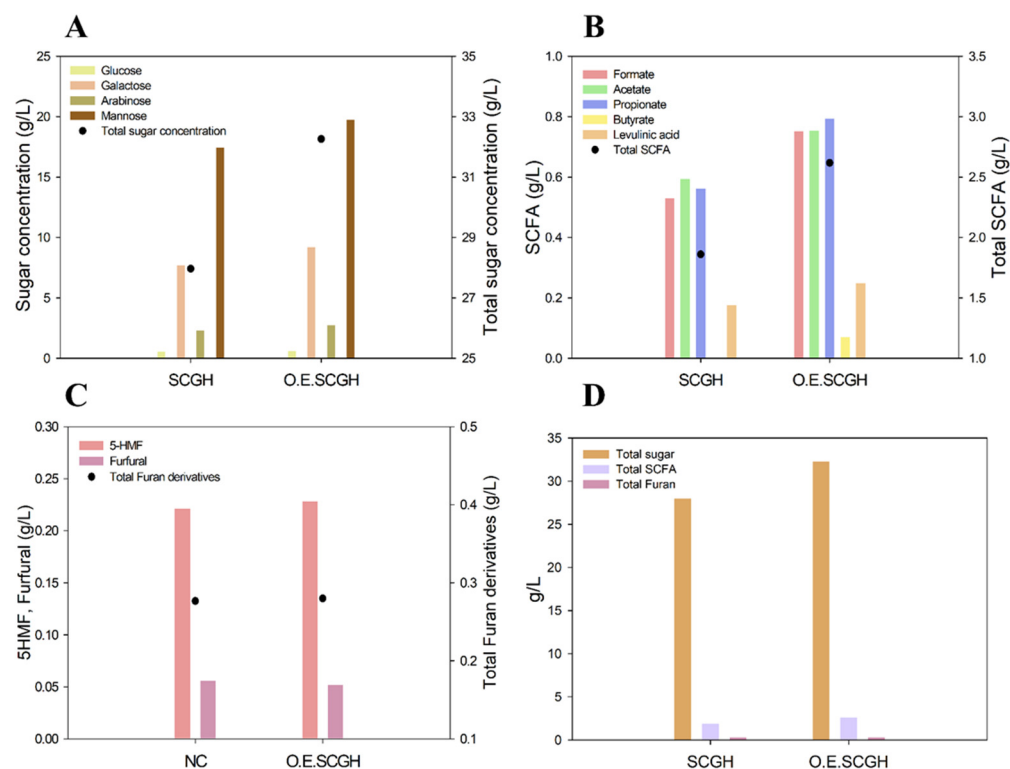 A
Sugar concentration (g/L)
25
20
15
10
5
0
Glucose
Galactose
Arabinose
Mannose
Total sugar concentration
35
33
31
29
27
25
Total sugar concentration (g/L)
SCGH O.E.SCGH
B
SCFA (g/L)
1.0
0.8
0.6
0.4
0.2
0.0
Formate
Acetate
Propionate
Butyrate
Levulinic acid
Total SCFA
3.5
3.0
2.5
2.0
1.5
1.0
Total SCFA (g/L)
SCGH O.E.SCGH
C
5HMF, Furfural (g/L)
0.30
0.25
0.20
0.15
0.10
0.05
0.00
5-HMF
Furfural
Total Furan derivatives
0.5
0.4
0.3
0.2
0.1
Total Furan derivatives (g/L)
NC O.E.SCGH
D
g/L
35
30
25
20
15
10
5
0
Total sugar
Total SCFA
Total Furan
SCGH O.E.SCGH